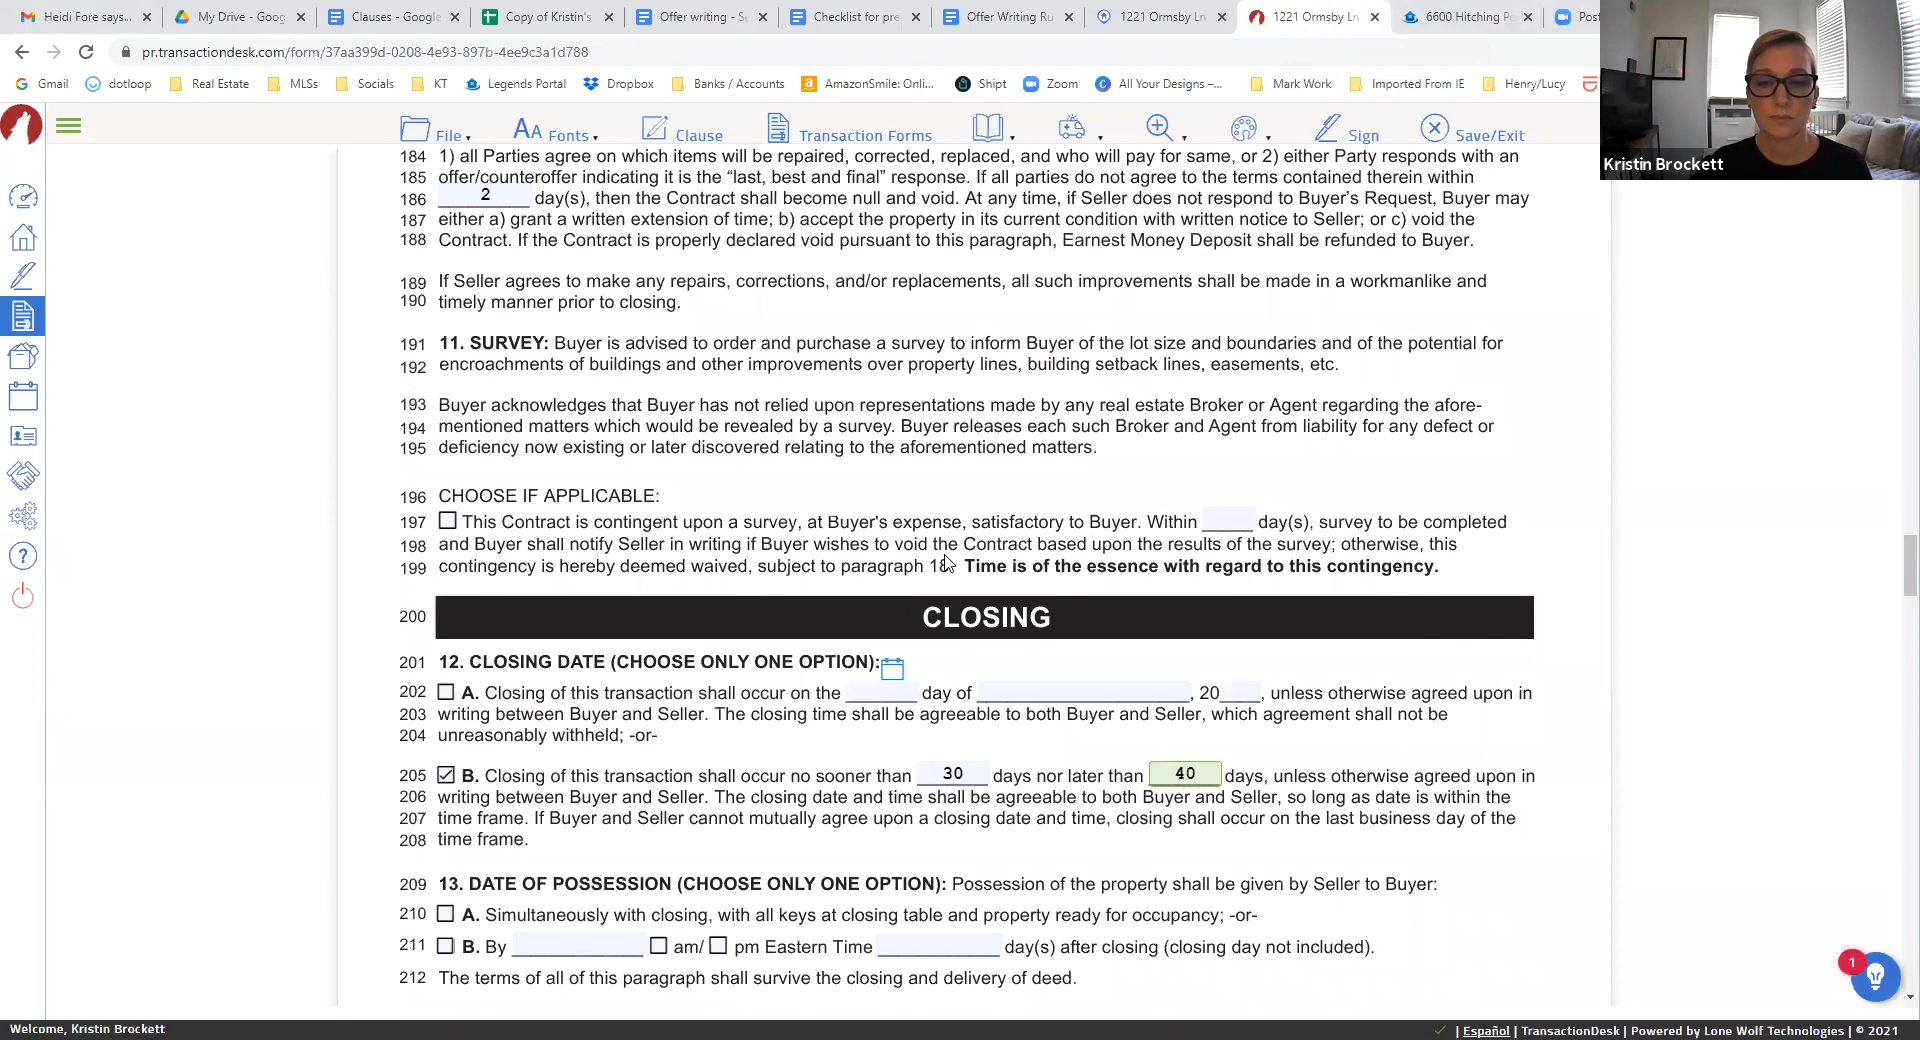 Heidi Fore says...
My Drive - Goog
Clauses - Google
Copy of Kristin's
Offer writing - S
Checklist for pre
Offer Writing Ru
1221 Ormsby Ln
1221 Ormsby Ln
6600 Hitching P
Post
pr.transactiondesk.com/form/37aa399d-0208-4e93-897b-4ee9c3a1d788
Gmail
dotloop
Real Estate
MLSs
Socials
KT
Legends Portal
Dropbox
Banks / Accounts
AmazonSmile: Onli...
Shipt
Zoom
All Your Designs –...
Mark Work
Imported From IE
Henry/Lucy
Kristin Brockett
File
Fonts
Clause
Transaction Forms
Sign
Save/Exit
184 1) all Parties agree on which items will be repaired, corrected, replaced, and who will pay for same, or 2) either Party responds with an
185 offer/counteroffer indicating it is the “last, best and final” response. If all parties do not agree to the terms contained therein within
186 2 day(s), then the Contract shall become null and void. At any time, if Seller does not respond to Buyer’s Request, Buyer may
187 either a) grant a written extension of time; b) accept the property in its current condition with written notice to Seller; or c) void the
188 Contract. If the Contract is properly declared void pursuant to this paragraph, Earnest Money Deposit shall be refunded to Buyer.
189 If Seller agrees to make any repairs, corrections, and/or replacements, all such improvements shall be made in a workmanlike and
190 timely manner prior to closing.
191 11. SURVEY: Buyer is advised to order and purchase a survey to inform Buyer of the lot size and boundaries and of the potential for
192 encroachments of buildings and other improvements over property lines, building setback lines, easements, etc.
193 Buyer acknowledges that Buyer has not relied upon representations made by any real estate Broker or Agent regarding the afore-
194 mentioned matters which would be revealed by a survey. Buyer releases each such Broker and Agent from liability for any defect or
195 deficiency now existing or later discovered relating to the aforementioned matters.
196 CHOOSE IF APPLICABLE:
197 This Contract is contingent upon a survey, at Buyer's expense, satisfactory to Buyer. Within day(s), survey to be completed
198 and Buyer shall notify Seller in writing if Buyer wishes to void the Contract based upon the results of the survey; otherwise, this
199 contingency is hereby deemed waived, subject to paragraph Time is of the essence with regard to this contingency.
200 CLOSING
201 12. CLOSING DATE (CHOOSE ONLY ONE OPTION):
202 A. Closing of this transaction shall occur on the day of , 20 , unless otherwise agreed upon in
203 writing between Buyer and Seller. The closing time shall be agreeable to both Buyer and Seller, which agreement shall not be
204 unreasonably withheld; -or-
205 B. Closing of this transaction shall occur no sooner than 30 days nor later than 40 days, unless otherwise agreed upon in
206 writing between Buyer and Seller. The closing date and time shall be agreeable to both Buyer and Seller, so long as date is within the
207 time frame. If Buyer and Seller cannot mutually agree upon a closing date and time, closing shall occur on the last business day of the
208 time frame.
209 13. DATE OF POSSESSION (CHOOSE ONLY ONE OPTION): Possession of the property shall be given by Seller to Buyer:
210 A. Simultaneously with closing, with all keys at closing table and property ready for occupancy; -or-
211 B. By am/ pm Eastern Time day(s) after closing (closing day not included).
212 The terms of all of this paragraph shall survive the closing and delivery of deed.
1
Welcome, Kristin Brockett
| Español | TransactionDesk | Powered by Lone Wolf Technologies | © 2021